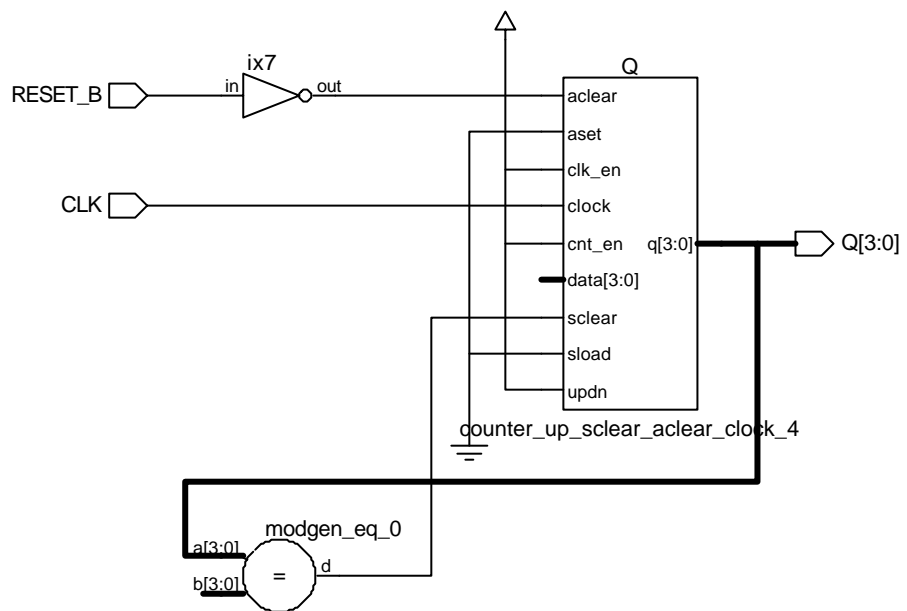 ix7
Q
RESET_B
in
out
aclear
aset
clk_en
CLK
clock
cnt_en
q[3:0]
Q[3:0]
data[3:0]
sclear
sload
updn
counter_up_sclear_aclear_clock_4
modgen_eq_0
a[3:0]
d
b[3:0]
=